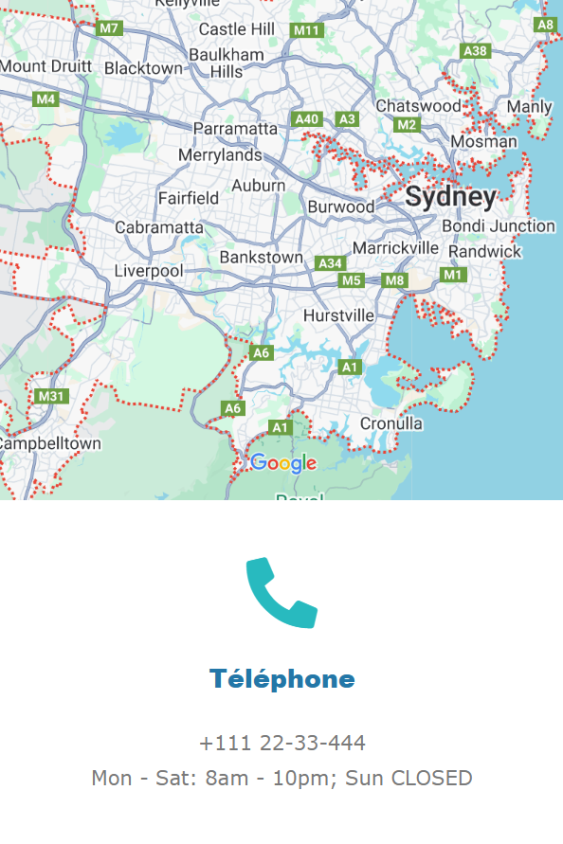 Kellyville
M7
Castle Hill
M11
A8
Baulkham
Hills
A38
Mount Druitt
Blacktown
M4
Chatswood
Manly
A40
A3
M2
Parramatta
Mosman
Merrylands
Auburn
Fairfield
Burwood
Sydney
Cabramatta
Bondi Junction
Marrickville
Randwick
Bankstown
A34
Liverpool
M5
M8
M1
Hurstville
A6
A1
M31
A6
A1
Cronulla
Campbelltown
Google
Royal
Téléphone
+111 22-33-444
Mon - Sat: 8am - 10pm; Sun CLOSED